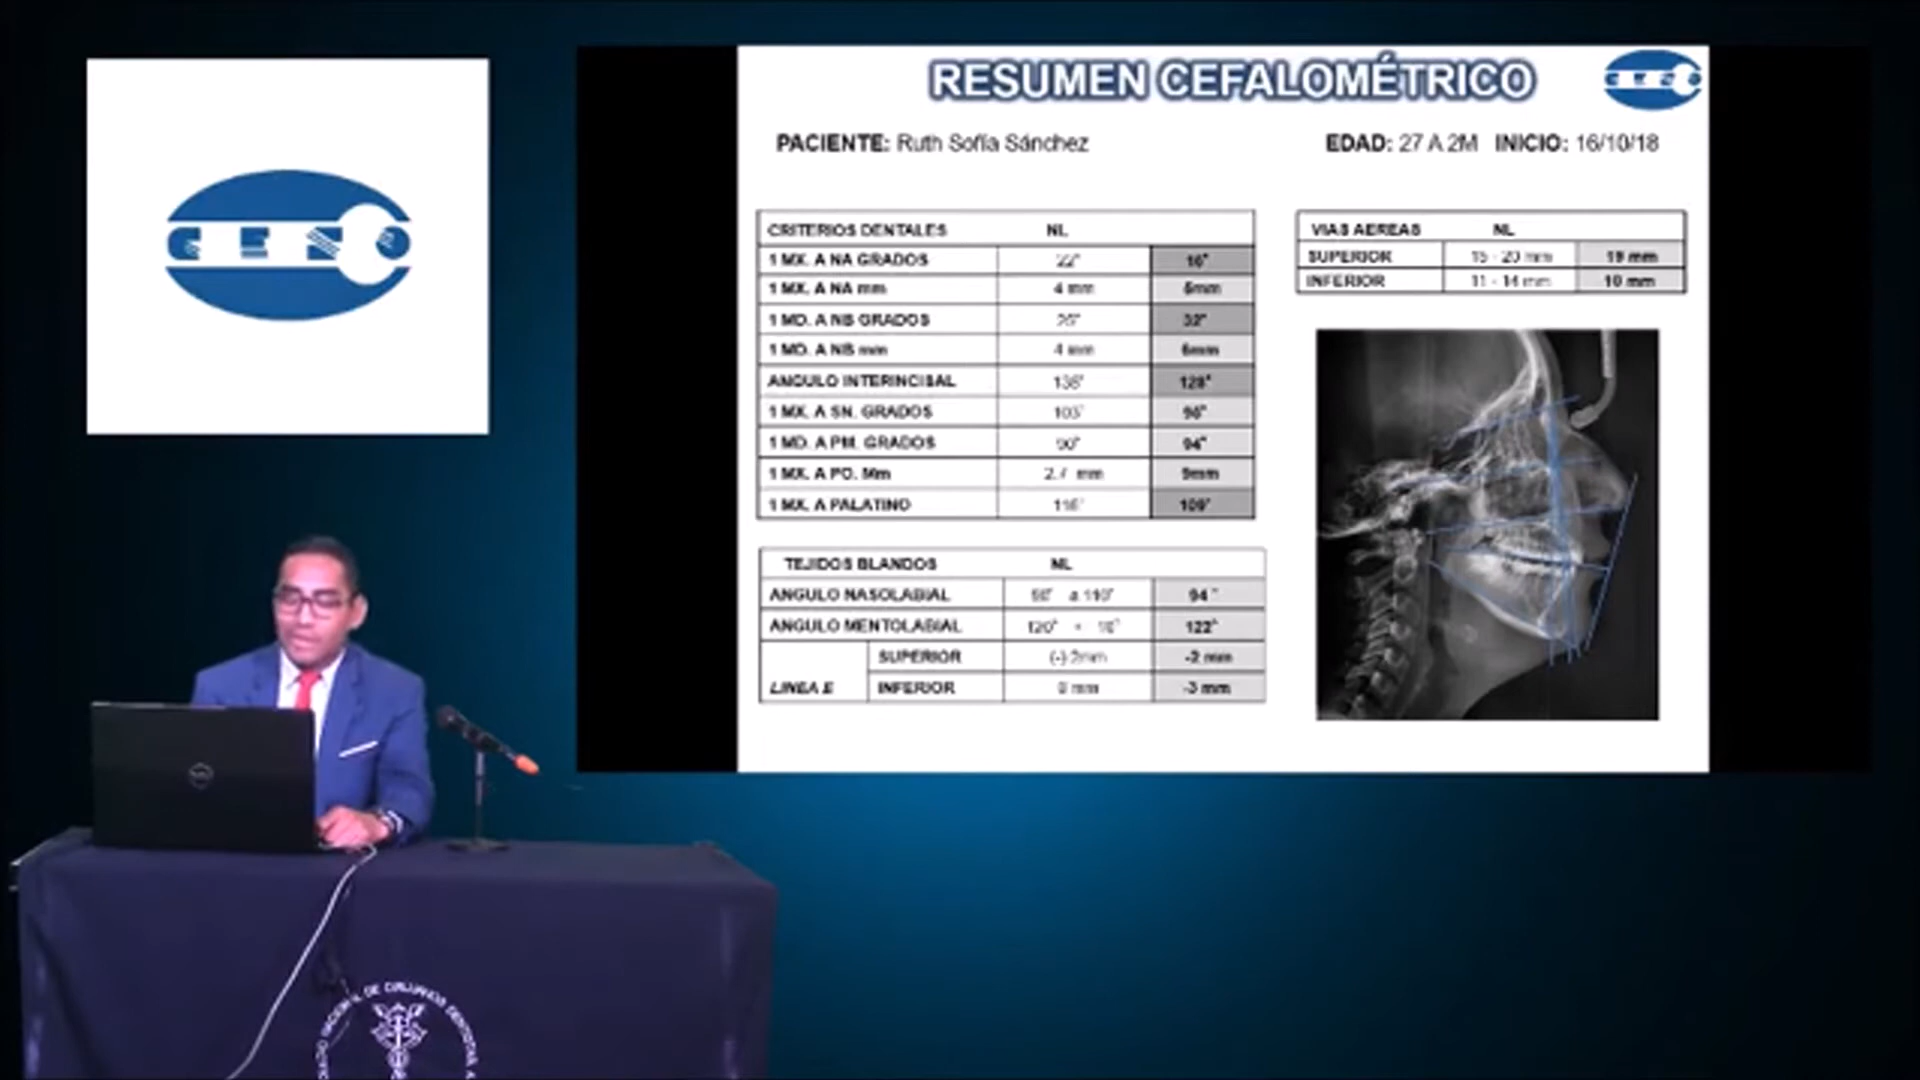 GESO
RESUMEN CEFALOMÉTRICO
PACIENTE: Ruth Sofía Sánchez
EDAD: 27 A 2M INICIO: 16/10/18
CRITERIOS DENTALES NL
1 MX. A NA GRADOS 22° 16°
1 MX. A NA mm 4 mm 5mm
1 MD. A NB GRADOS 25° 32°
1 MD. A NB mm 4 mm 6mm
ANGULO INTERINCISAL 128°
1 MX. A SN. GRADOS 103° 98°
1 MD. A PM. GRADOS 90° 94°
1 MX. A PO. Mm 2.7 mm 9mm
1 MX. A PALATINO 109°
TEJIDOS BLANDOS NL
ANGULO NASOLABIAL 90° a 110° 94°
ANGULO MENTOLABIAL 120° 10° 122°
LINEA E
SUPERIOR (-) 2mm -2 mm
INFERIOR 0 mm -3 mm
VIAS AEREAS NL
SUPERIOR 15 - 20 mm 19 mm
INFERIOR 11 - 14 mm 10 mm
DE CIRUJANOS DENTISTAS